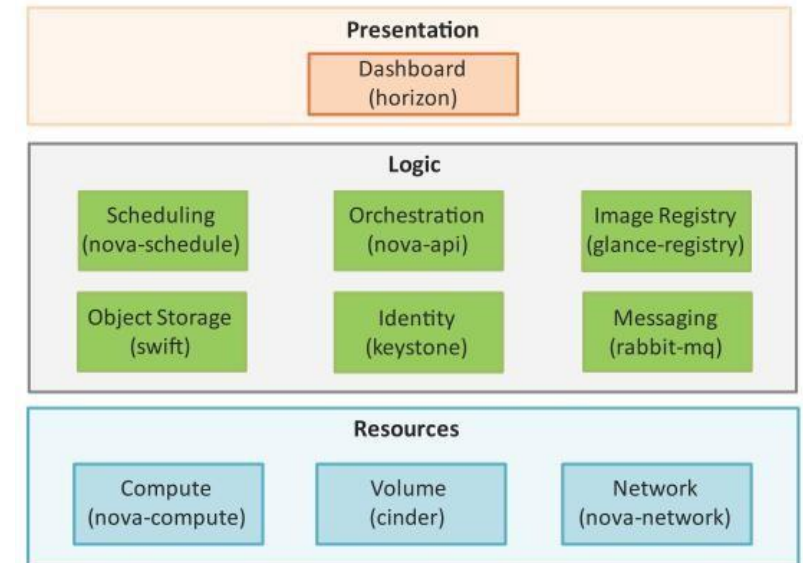 Presentation
Dashboard
(horizon)
Logic
Scheduling
(nova-schedule)
Orchestration
(nova-api)
Image Registry
(glance-registry)
Object Storage
(swift)
Identity
(keystone)
Messaging
(rabbit-mq)
Resources
Compute
(nova-compute)
Volume
(cinder)
Network
(nova-network)